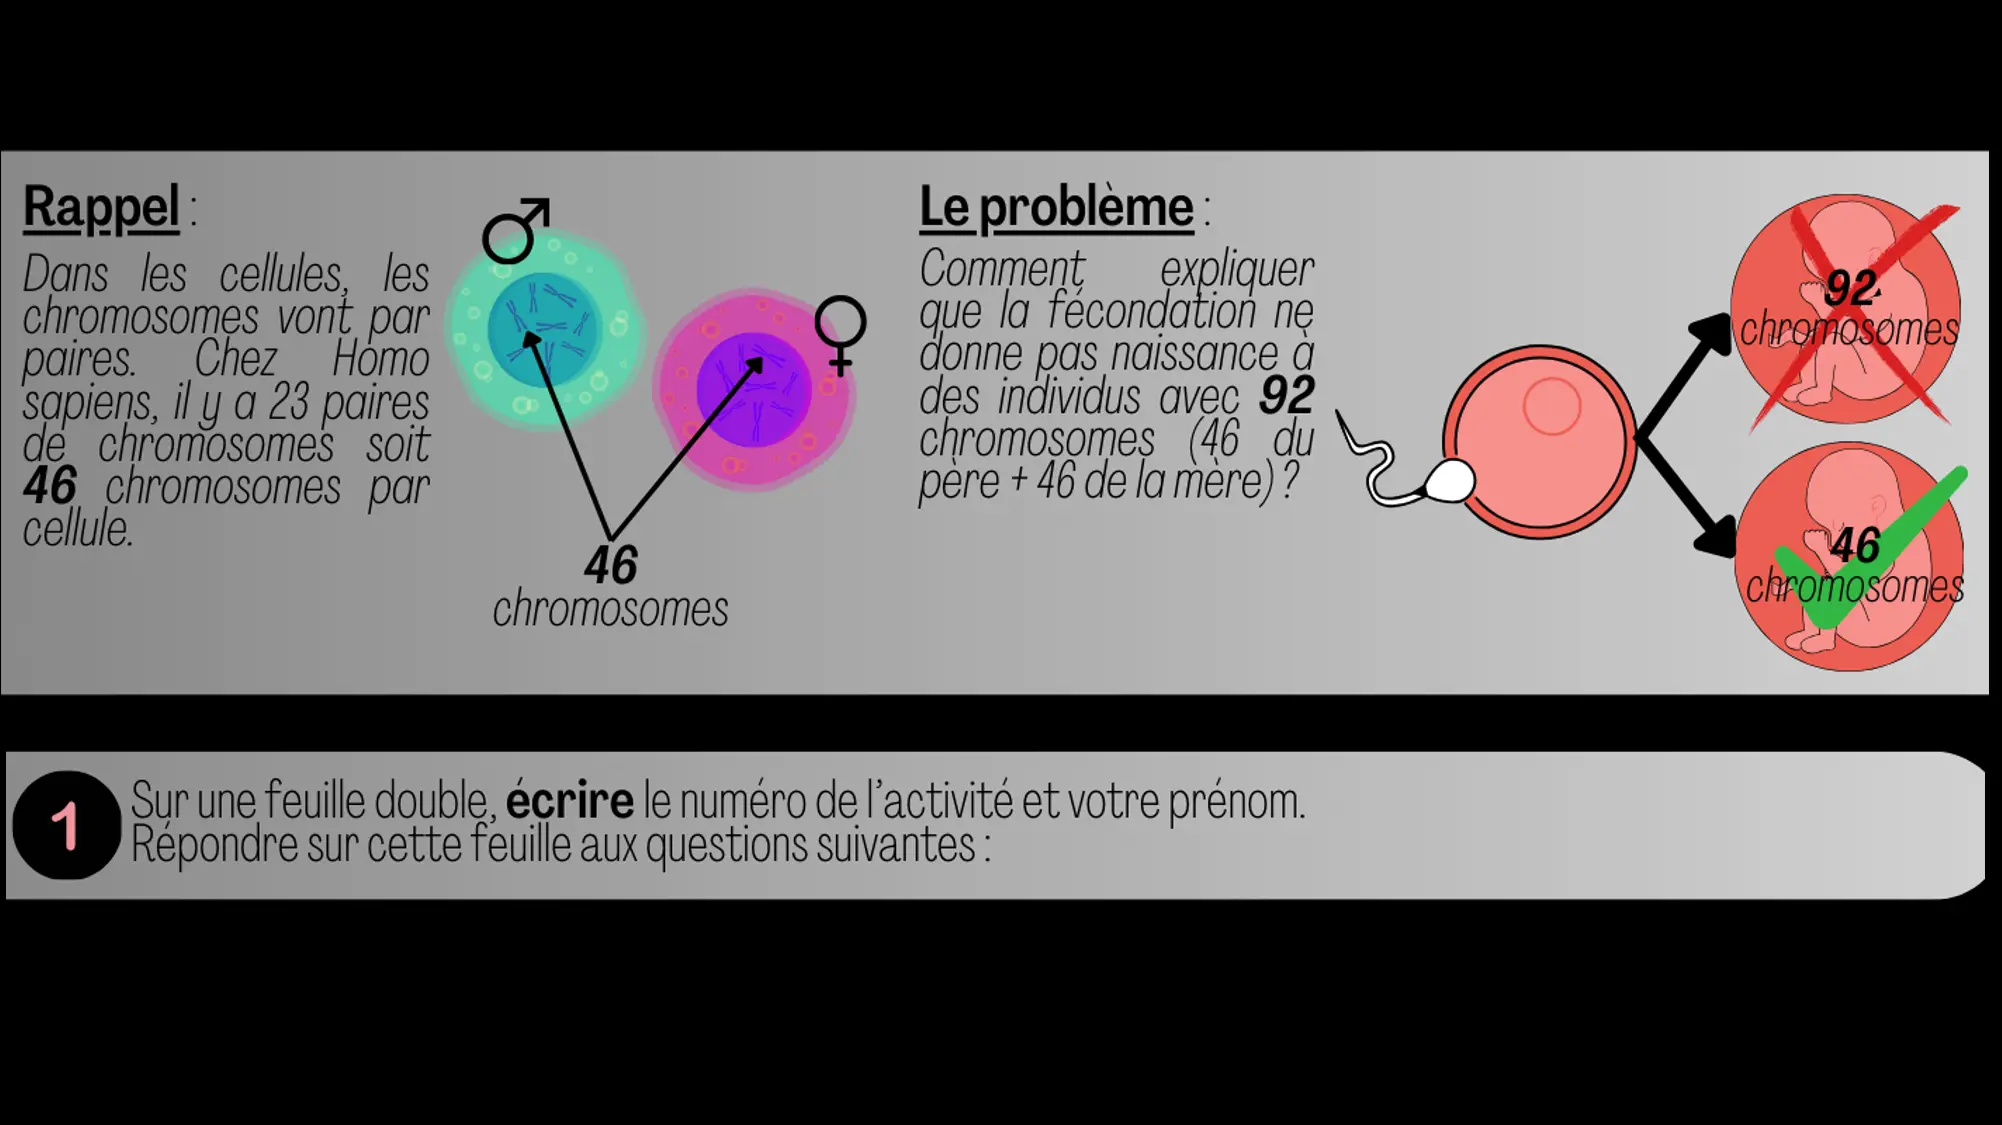 Rappel :
Dans les cellules, les
chromosomes vont par
paires. Chez Homo
sapiens, il y a 23 paires
de chromosomes soit
46 chromosomes par
cellule.
46
chromosomes
Le problème :
Comment expliquer
que la fécondation ne
donne pas naissance à
des individus avec 92
chromosomes (46 du
père + 46 de la mère) ?
92
chromosomes
46
chromosomes
1
Sur une feuille double, écrire le numéro de l'activité et votre prénom.
Répondre sur cette feuille aux questions suivantes :